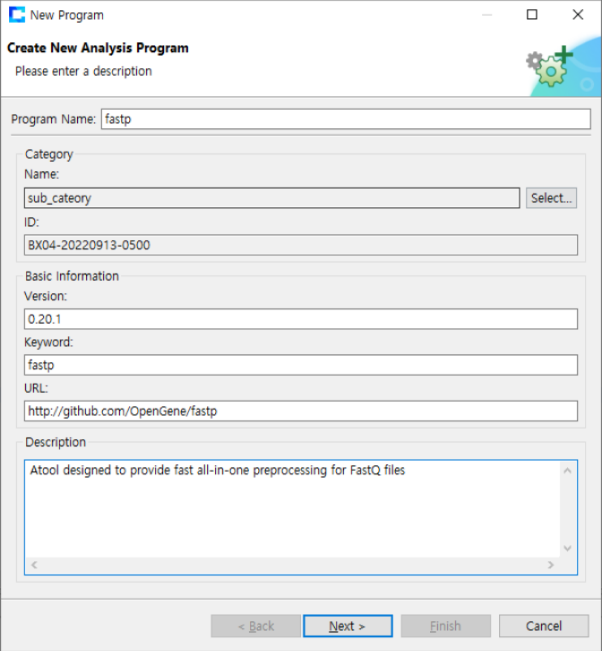 New Program
Create New Analysis Program
Please enter a description
Program Name: fastp
Category
Name:
sub_cateory Select...
ID:
BX04-20220913-0500
Basic Information
Version:
0.20.1
Keyword:
fastp
URL:
http://github.com/OpenGene/fastp
Description
Atool designed to provide fast all-in-one preprocessing for FastQ files
< Back Next > Finish Cancel